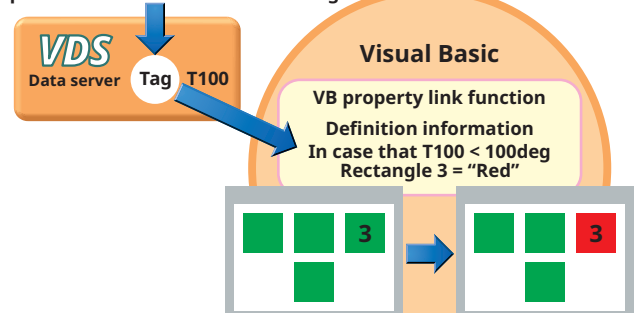 VDS
Data server
Tag
T100
Visual Basic
VB property link function
Definition information
In case that T100 < 100deg
Rectangle 3 = “Red”
3
3